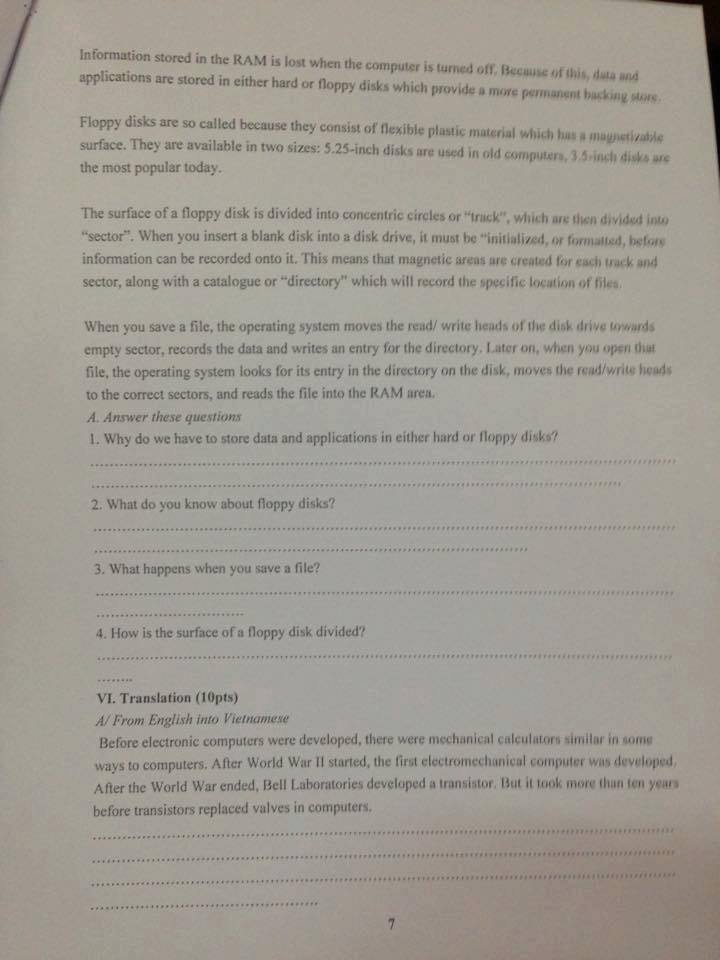 Information stored in the RAM is lost when the computer is turned off. Because of this, data and
applications are stored in either hard or floppy disks which provide a more permanent backing store.
Floppy disks are so called because they consist of flexible plastic material which has a magnetizable
surface. They are available in two sizes: 5.25-inch disks are used in old computers, 3.5-inch disks are
the most popular today.
The surface of a floppy disk is divided into concentric circles or “track”, which are then divided into
“sector”. When you insert a blank disk into a disk drive, it must be “initialized, or formatted, before
information can be recorded onto it. This means that magnetic areas are created for each track and
sector, along with a catalogue or “directory” which will record the specific location of files.
When you save a file, the operating system moves the read/ write heads of the disk drive towards
empty sector, records the data and writes an entry for the directory. Later on, when you open that
file, the operating system looks for its entry in the directory on the disk, moves the read/write heads
to the correct sectors, and reads the file into the RAM area.
A. Answer these questions
1. Why do we have to store data and applications in either hard or floppy disks?
2. What do you know about floppy disks?
3. What happens when you save a file?
4. How is the surface of a floppy disk divided?
VI. Translation (10pts)
A/ From English into Vietnamese
Before electronic computers were developed, there were mechanical calculators similar in some
ways to computers. After World War II started, the first electromechanical computer was developed.
After the World War ended, Bell Laboratories developed a transistor. But it took more than ten years
before transistors replaced valves in computers.
7